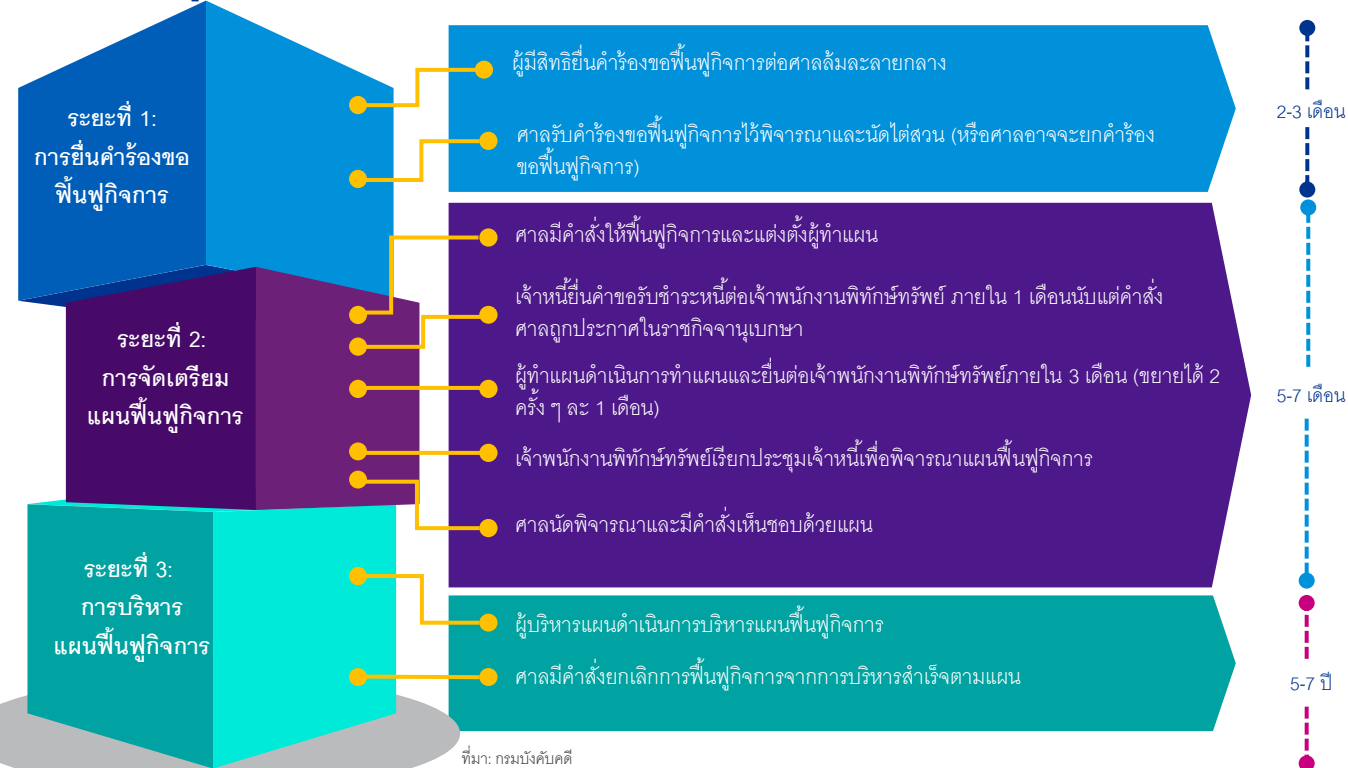 ระยะที่ 1:
การยื่นคำร้องขอ
ฟื้นฟูกิจการ
ผู้มีสิทธิยื่นคำร้องขอฟื้นฟูกิจการต่อศาลล้มละลายกลาง
ศาลรับคำร้องขอฟื้นฟูกิจการไว้พิจารณาและนัดไต่สวน (หรือศาลอาจจะยกคำร้อง
ขอฟื้นฟูกิจการ)
2-3 เดือน
ระยะที่ 2:
การจัดเตรียม
แผนฟื้นฟูกิจการ
ศาลมีคำสั่งให้ฟื้นฟูกิจการและแต่งตั้งผู้ทำแผน
เจ้าหนี้ยื่นคำขอรับชำระหนี้ต่อเจ้าพนักงานพิทักษ์ทรัพย์ ภายใน 1 เดือนนับแต่คำสั่ง
ศาลถูกประกาศในราชกิจจานุเบกษา
ผู้ทำแผนดำเนินการทำแผนและยื่นต่อเจ้าพนักงานพิทักษ์ทรัพย์ภายใน 3 เดือน (ขยายได้ 2
ครั้ง ๆ ละ 1 เดือน)
เจ้าพนักงานพิทักษ์ทรัพย์เรียกประชุมเจ้าหนี้เพื่อพิจารณาแผนฟื้นฟูกิจการ
ศาลนัดพิจารณาและมีคำสั่งเห็นชอบด้วยแผน
5-7 เดือน
ระยะที่ 3:
การบริหาร
แผนฟื้นฟูกิจการ
ผู้บริหารแผนดำเนินการบริหารแผนฟื้นฟูกิจการ
ศาลมีคำสั่งยกเลิกการฟื้นฟูกิจการจากการบริหารสำเร็จตามแผน
5-7 ปี
ที่มา: กรมบังคับคดี